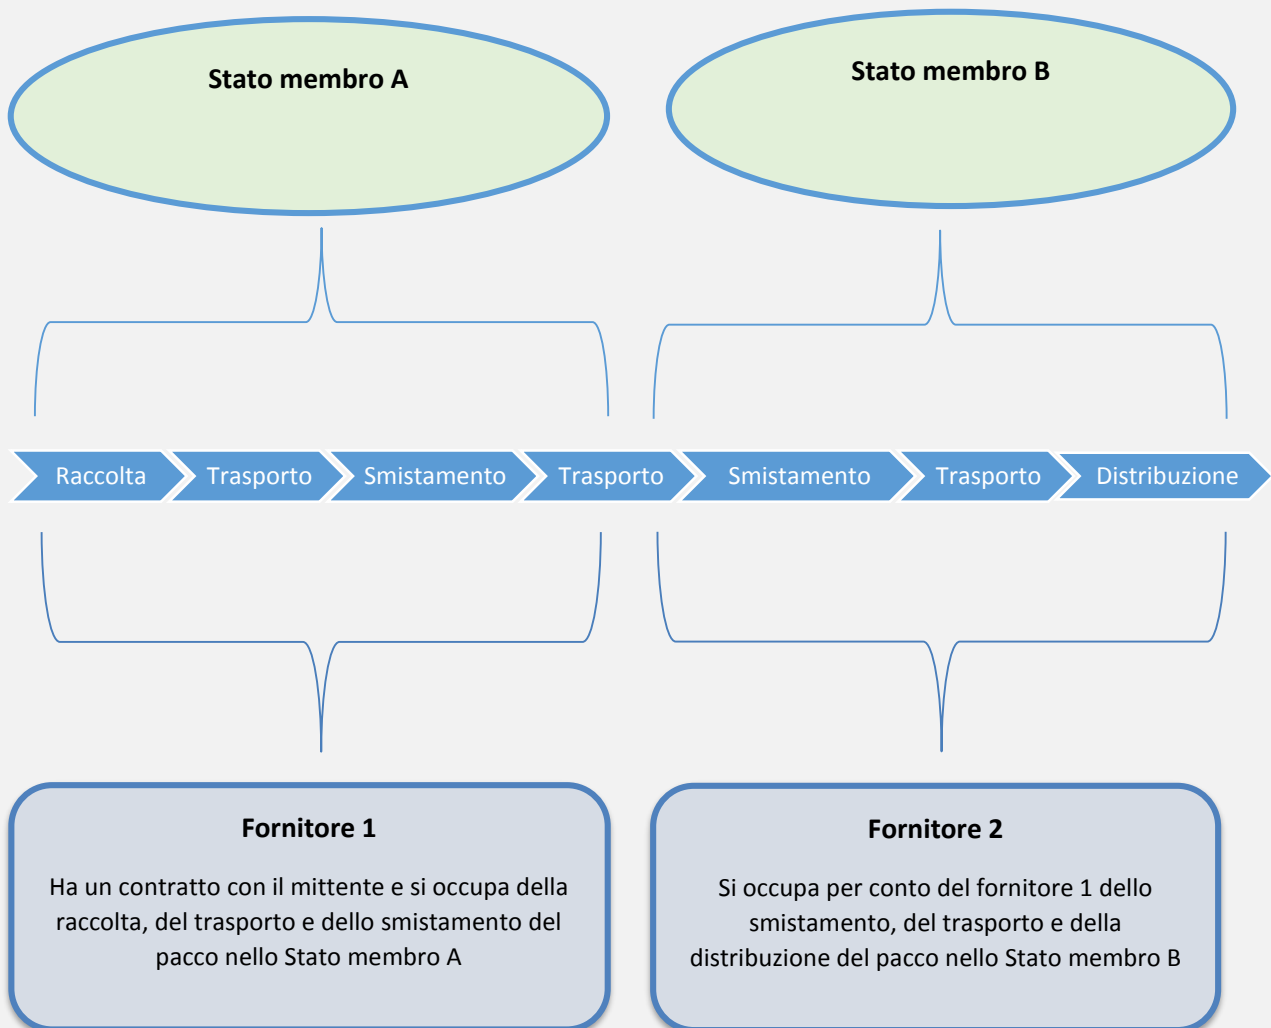 Stato membro A
Stato membro B
Raccolta
Trasporto
Smistamento
Trasporto
Smistamento
Trasporto
Distribuzione
Fornitore 1
Ha un contratto con il mittente e si occupa della
raccolta, del trasporto e dello smistamento del
pacco nello Stato membro A
Fornitore 2
Si occupa per conto del fornitore 1 dello
smistamento, del trasporto e della
distribuzione del pacco nello Stato membro B